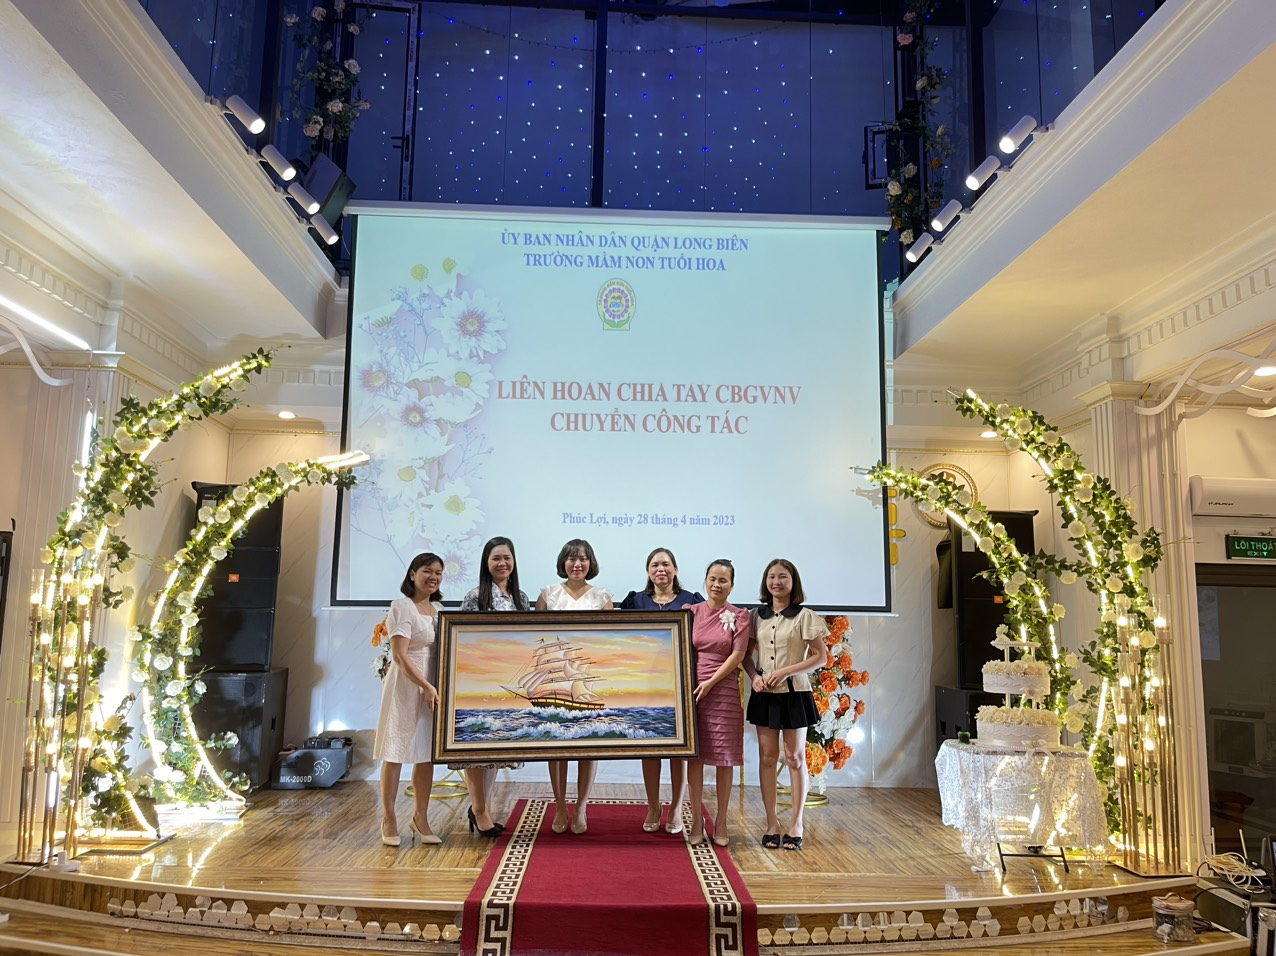 ỦY BAN NHÂN DÂN QUẬN LONG BIÊN
TRƯỜNG MẦM NON TUỔI HOA
LIÊN HOAN CHIA TAY CBGVNV
CHUYỂN CÔNG TÁC
Phúc Lợi, ngày 28 tháng 4 năm 2023
MK-2000D
LỐI THOÁT
EXIT